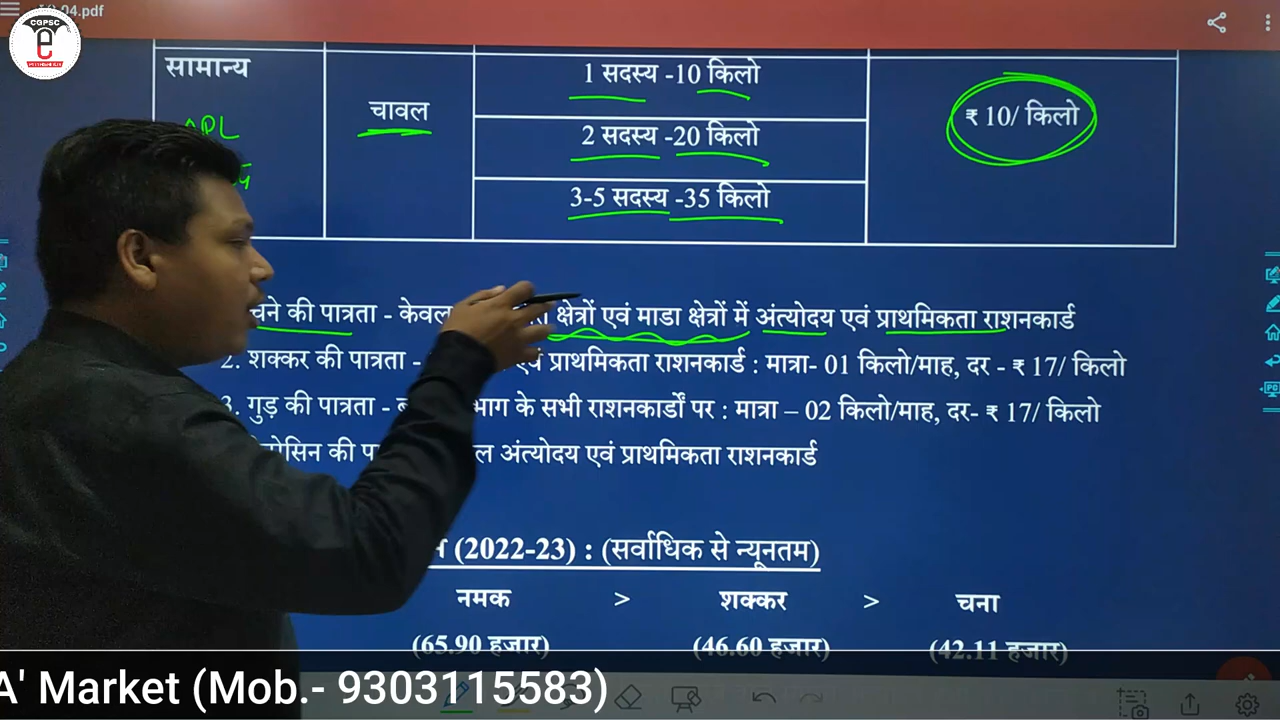 04.pdf
CGPSC
सामान्य
चावल
1 सदस्य -10 किलो
2 सदस्य -20 किलो
3-5 सदस्य -35 किलो
₹ 10/ किलो
चने की पात्रता - केवल क्षेत्रों एवं माडा क्षेत्रों में अंत्योदय एवं प्राथमिकता राशनकार्ड
2. शक्कर की पात्रता - एवं प्राथमिकता राशनकार्ड : मात्रा- 01 किलो/माह, दर - ₹ 17/ किलो
3. गुड़ की पात्रता - के सभी राशनकार्डों पर : मात्रा – 02 किलो/माह, दर- ₹ 17/ किलो
की अंत्योदय एवं प्राथमिकता राशनकार्ड
(2022-23) : (सर्वाधिक से न्यूनतम)
नमक > शक्कर > चना
(65.90 हजार) (46.60 हजार) (42.11 हजार)
A' Market (Mob.- 9303115583)